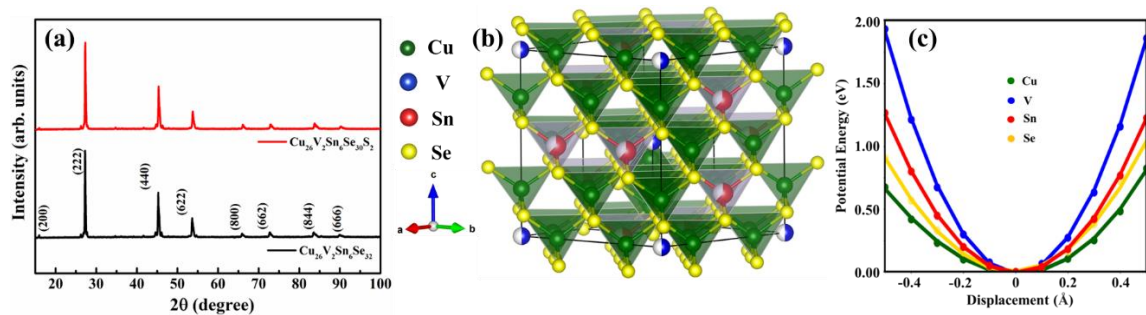 (a)
Intensity (arb. units)
Cu₂₆V₂Sn₆Se₃₀S₂
(200)
(222)
(440)
(622)
(800)
(662)
(844)
(666)
Cu₂₆V₂Sn₆Se₃₂
20 30 40 50 60 70 80 90 100
2θ (degree)
(b)
Cu
V
Sn
Se
c
a
b
(c)
Potential Energy (eV)
2.00
1.50
1.00
0.50
0.00
Cu
V
Sn
Se
-0.4 -0.2 0 0.2 0.4
Displacement (Å)